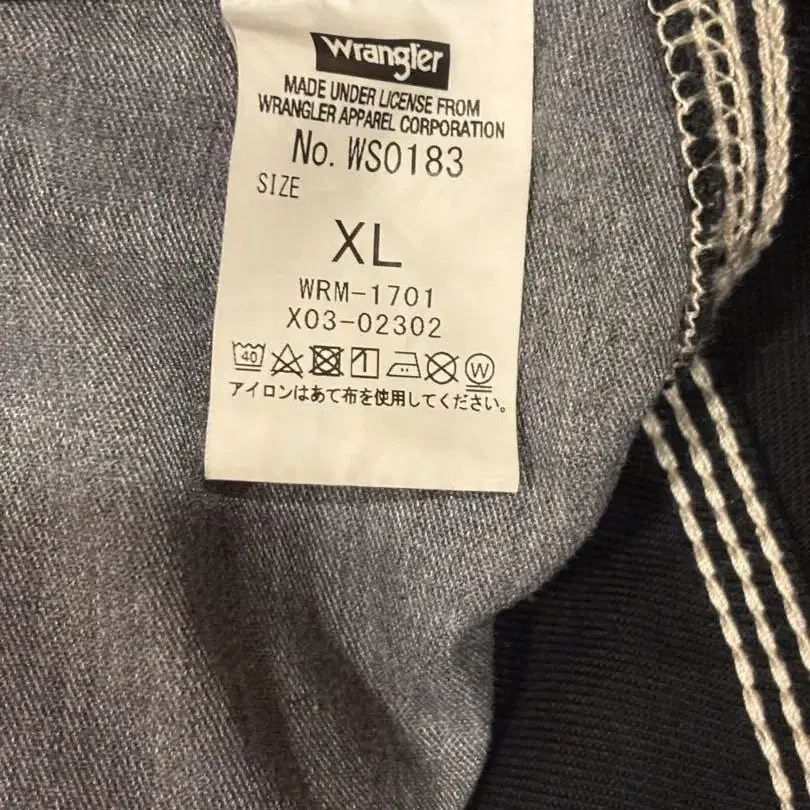 Wrangler
MADE UNDER LICENSE FROM
WRANGLER APPAREL CORPORATION
No. WS0183
SIZE
XL
WRM-1701
X03-02302
40 W
アイロンはあて布を使用してください。